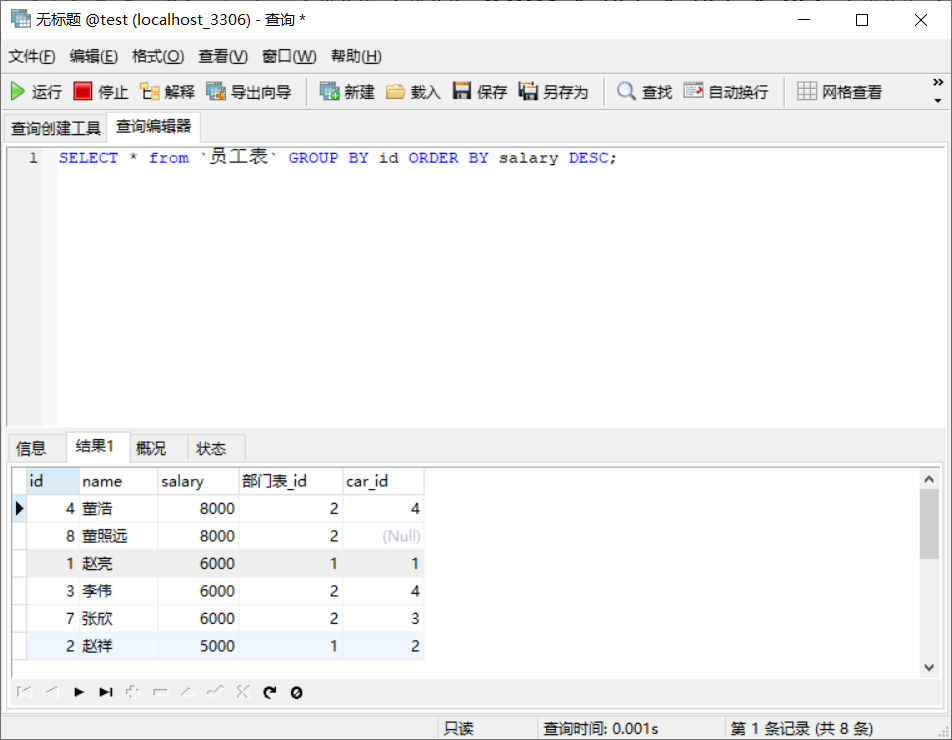 无标题 @test (localhost_3306) - 查询 *
文件(F) 编辑(E) 格式(O) 查看(V) 窗口(W) 帮助(H)
运行 停止 解释 导出向导 新建 载入 保存 另存为 查找 自动换行 网格查看 »
查询创建工具 查询编辑器
1 SELECT * from `员工表` GROUP BY id ORDER BY salary DESC;
信息 结果1 概况 状态
id name salary 部门表_id car_id
4 董浩 8000 2 4
8 董照远 8000 2 (Null)
1 赵亮 6000 1 1
3 李伟 6000 2 4
7 张欣 6000 2 3
2 赵祥 5000 1 2
只读 查询时间: 0.001s 第 1 条记录 (共 8 条)